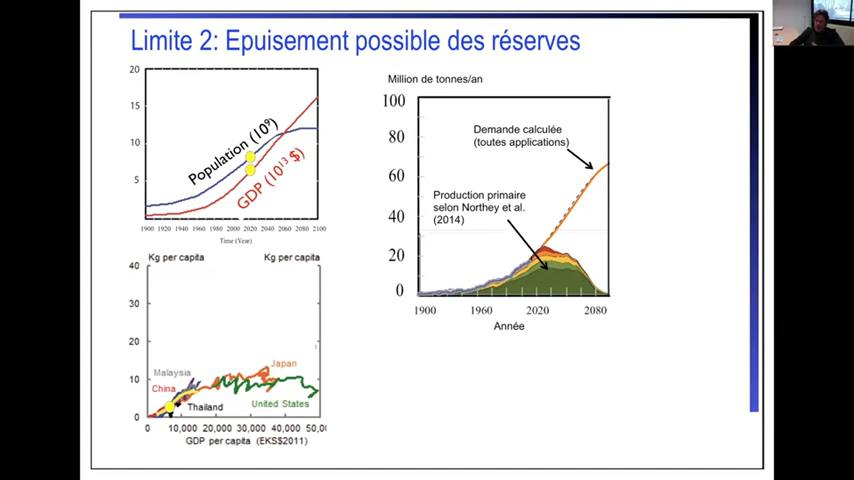 Limite 2: Epuisement possible des réserves
20
15
10
5
Population (10⁹)
GDP (10¹³ $)
1900 1920 1940 1960 1980 2000 2020 2040 2060 2080 2100
Time (Year)
Million de tonnes/an
100
80
60
40
20
0
Demande calculée
(toutes applications)
Production primaire
selon Northey et al.
(2014)
1900 1960 2020 2080
Année
Kg per capita Kg per capita
40
30
20
10
0
Malaysia
China
Thailand
Japan
United States
0 10,000 20,000 30,000 40,000 50,0
GDP per capita (EKS$2011)